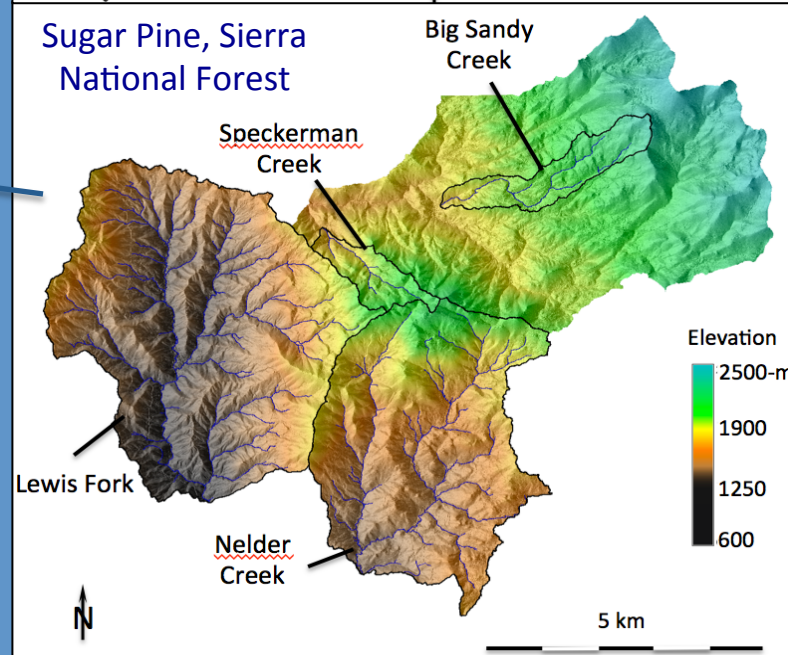 Sugar Pine, Sierra
National Forest
Big Sandy
Creek
Speckerman
Creek
Elevation
2500-m
1900
1250
600
Lewis Fork
Nelder
Creek
N
5 km